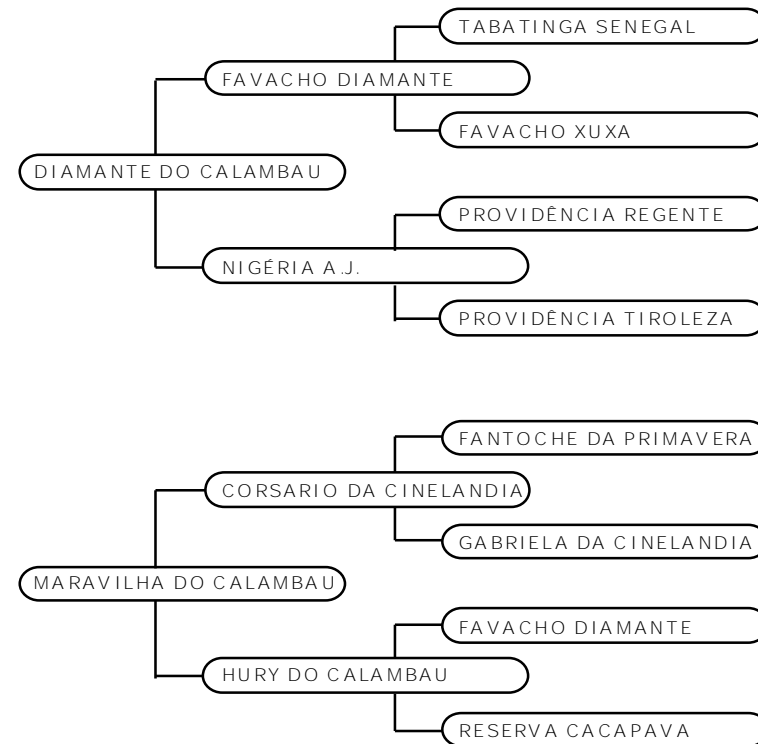 TABATINGA SENEGAL
FAVACHO DIAMANTE
FAVACHO XUXA
DIAMANTE DO CALAMBAU
PROVIDÊNCIA REGENTE
NIGÉRIA A.J.
PROVIDÊNCIA TIROLEZA
FANTOCHE DA PRIMAVERA
CORSARIO DA CINELANDIA
GABRIELA DA CINELANDIA
MARAVILHA DO CALAMBAU
FAVACHO DIAMANTE
HURY DO CALAMBAU
RESERVA CACAPAVA